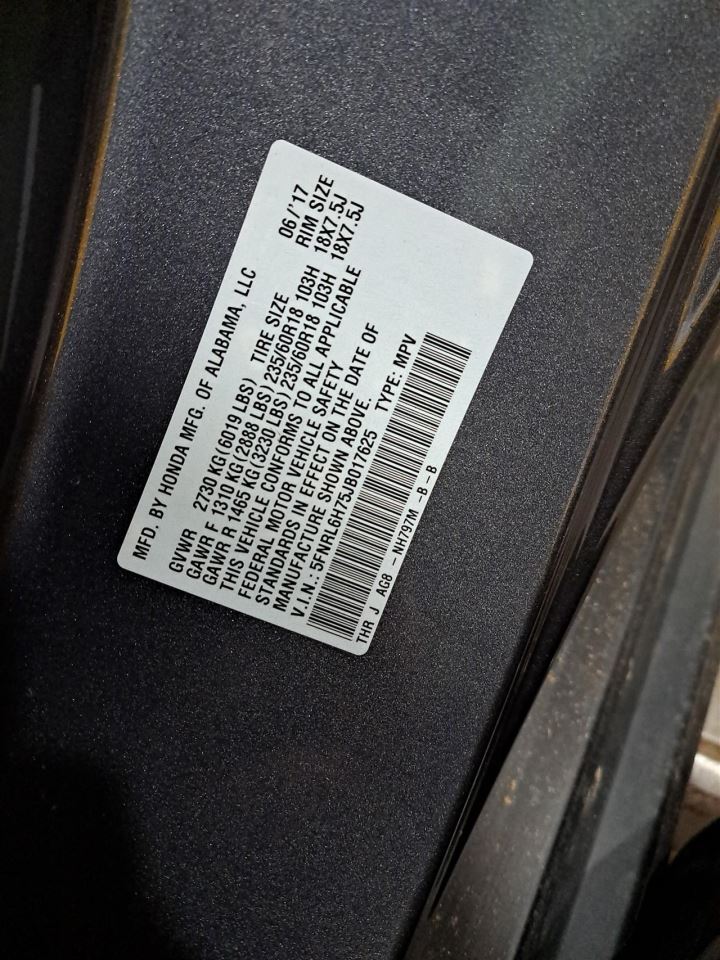 MFD. BY HONDA MFG. OF ALABAMA, LLC 06/'17
GVWR 2730 KG (6019 LBS) TIRE SIZE RIM SIZE
GAWR F 1310 KG (2888 LBS) 235/60R18 103H 18X7.5J
GAWR R 1465 KG (3230 LBS) 235/60R18 103H 18X7.5J
THIS VEHICLE CONFORMS TO ALL APPLICABLE
FEDERAL MOTOR VEHICLE SAFETY
STANDARDS IN EFFECT ON THE DATE OF
MANUFACTURE SHOWN ABOVE.
V.I.N.: 5FNRL6H75JB017625 TYPE: MPV
THR J AG8 - NH797M -B - B